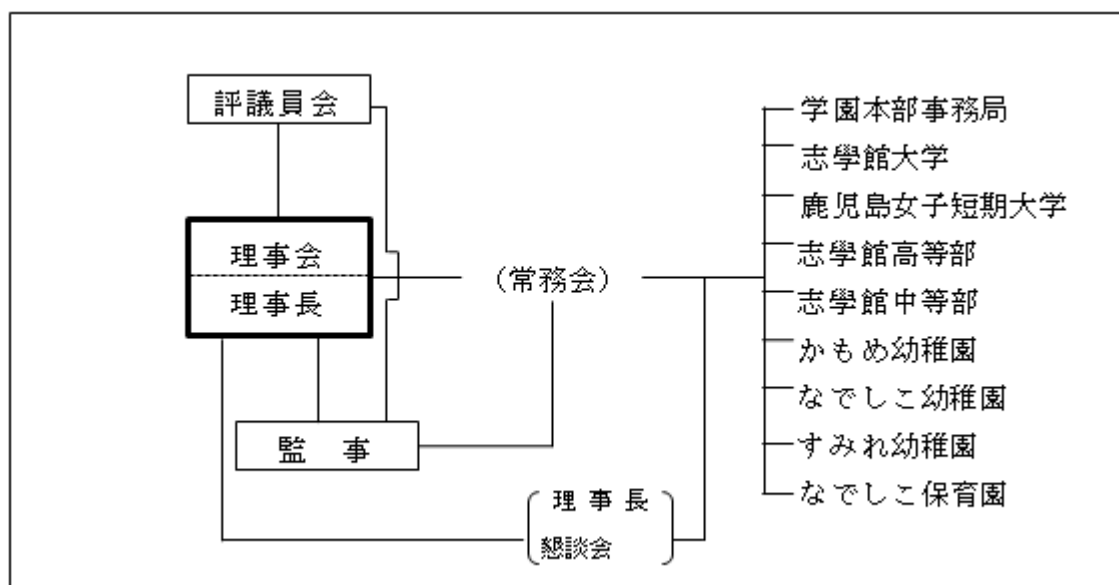 評議員会
理事会
理事長
監 事
(常務会)
理 事 長
懇談会
学園本部事務局
志學館大学
鹿児島女子短期大学
志學館高等部
志學館中等部
かもめ幼稚園
なでしこ幼稚園
すみれ幼稚園
なでしこ保育園